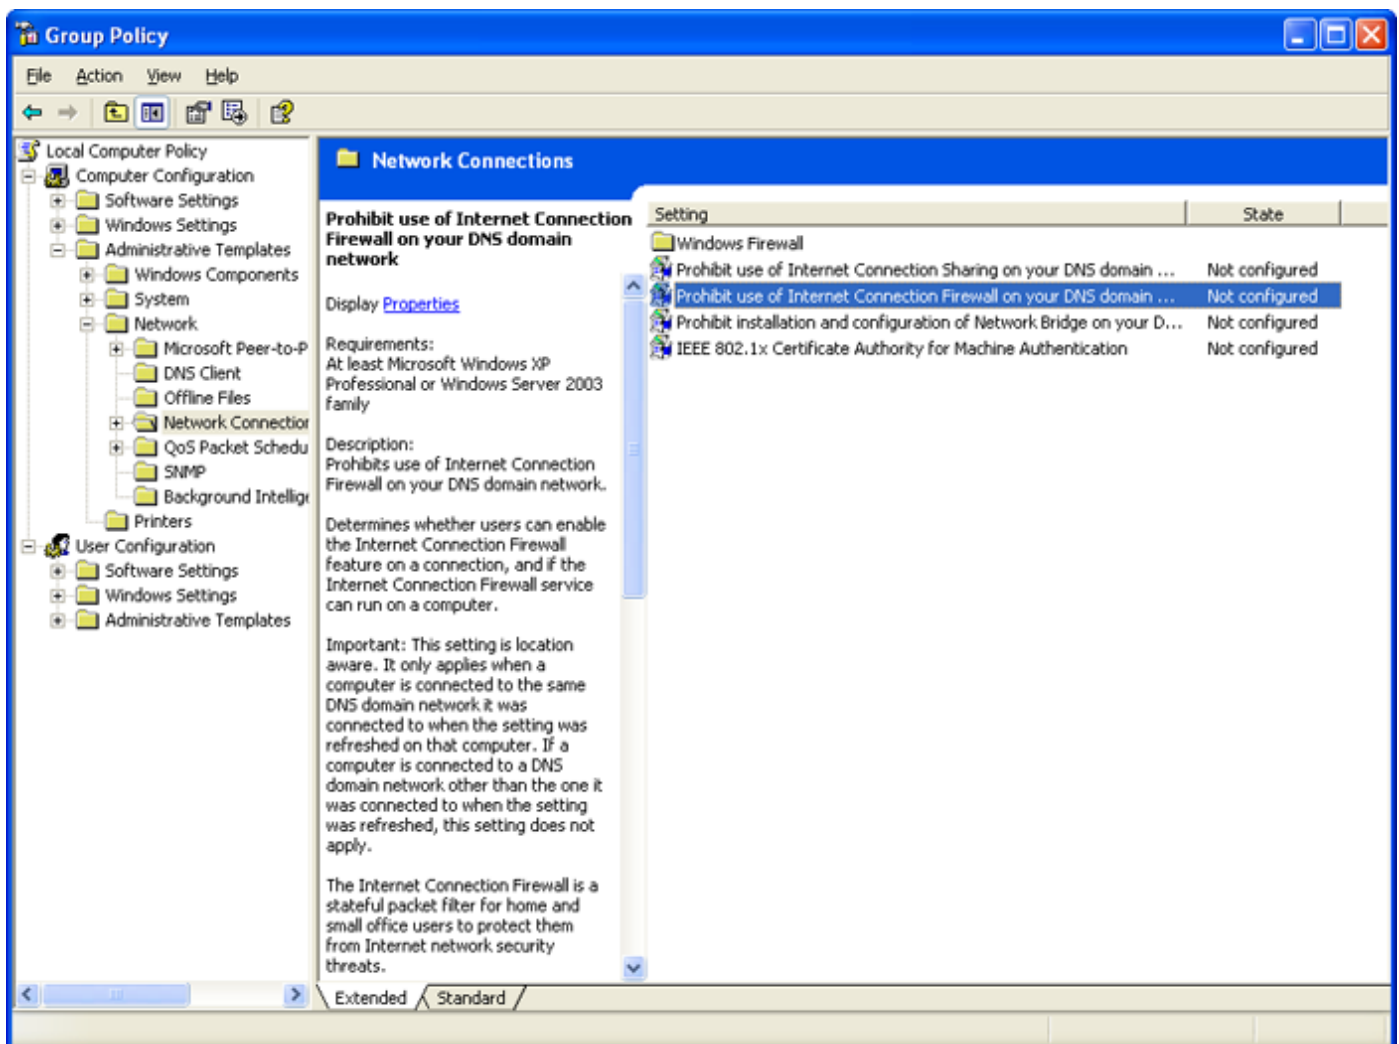 Group Policy
File Action View Help
Local Computer Policy
Computer Configuration
Software Settings
Windows Settings
Administrative Templates
Windows Components
System
Network
Microsoft Peer-to-P
DNS Client
Offline Files
Network Connection
QoS Packet Schedu
SNMP
Background Intellige
Printers
User Configuration
Software Settings
Windows Settings
Administrative Templates
Network Connections
Prohibit use of Internet Connection
Firewall on your DNS domain
network
Display Properties
Requirements:
At least Microsoft Windows XP
Professional or Windows Server 2003
family
Description:
Prohibits use of Internet Connection
Firewall on your DNS domain network.
Determines whether users can enable
the Internet Connection Firewall
feature on a connection, and if the
Internet Connection Firewall service
can run on a computer.
Important: This setting is location
aware. It only applies when a
computer is connected to the same
DNS domain network it was
connected to when the setting was
refreshed on that computer. If a
computer is connected to a DNS
domain network other than the one it
was connected to when the setting
was refreshed, this setting does not
apply.
The Internet Connection Firewall is a
stateful packet filter for home and
small office users to protect them
from Internet network security
threats.
Setting State
Windows Firewall
Prohibit use of Internet Connection Sharing on your DNS domain ... Not configured
Prohibit use of Internet Connection Firewall on your DNS domain ... Not configured
Prohibit installation and configuration of Network Bridge on your D... Not configured
IEEE 802.1x Certificate Authority for Machine Authentication Not configured
Extended Standard